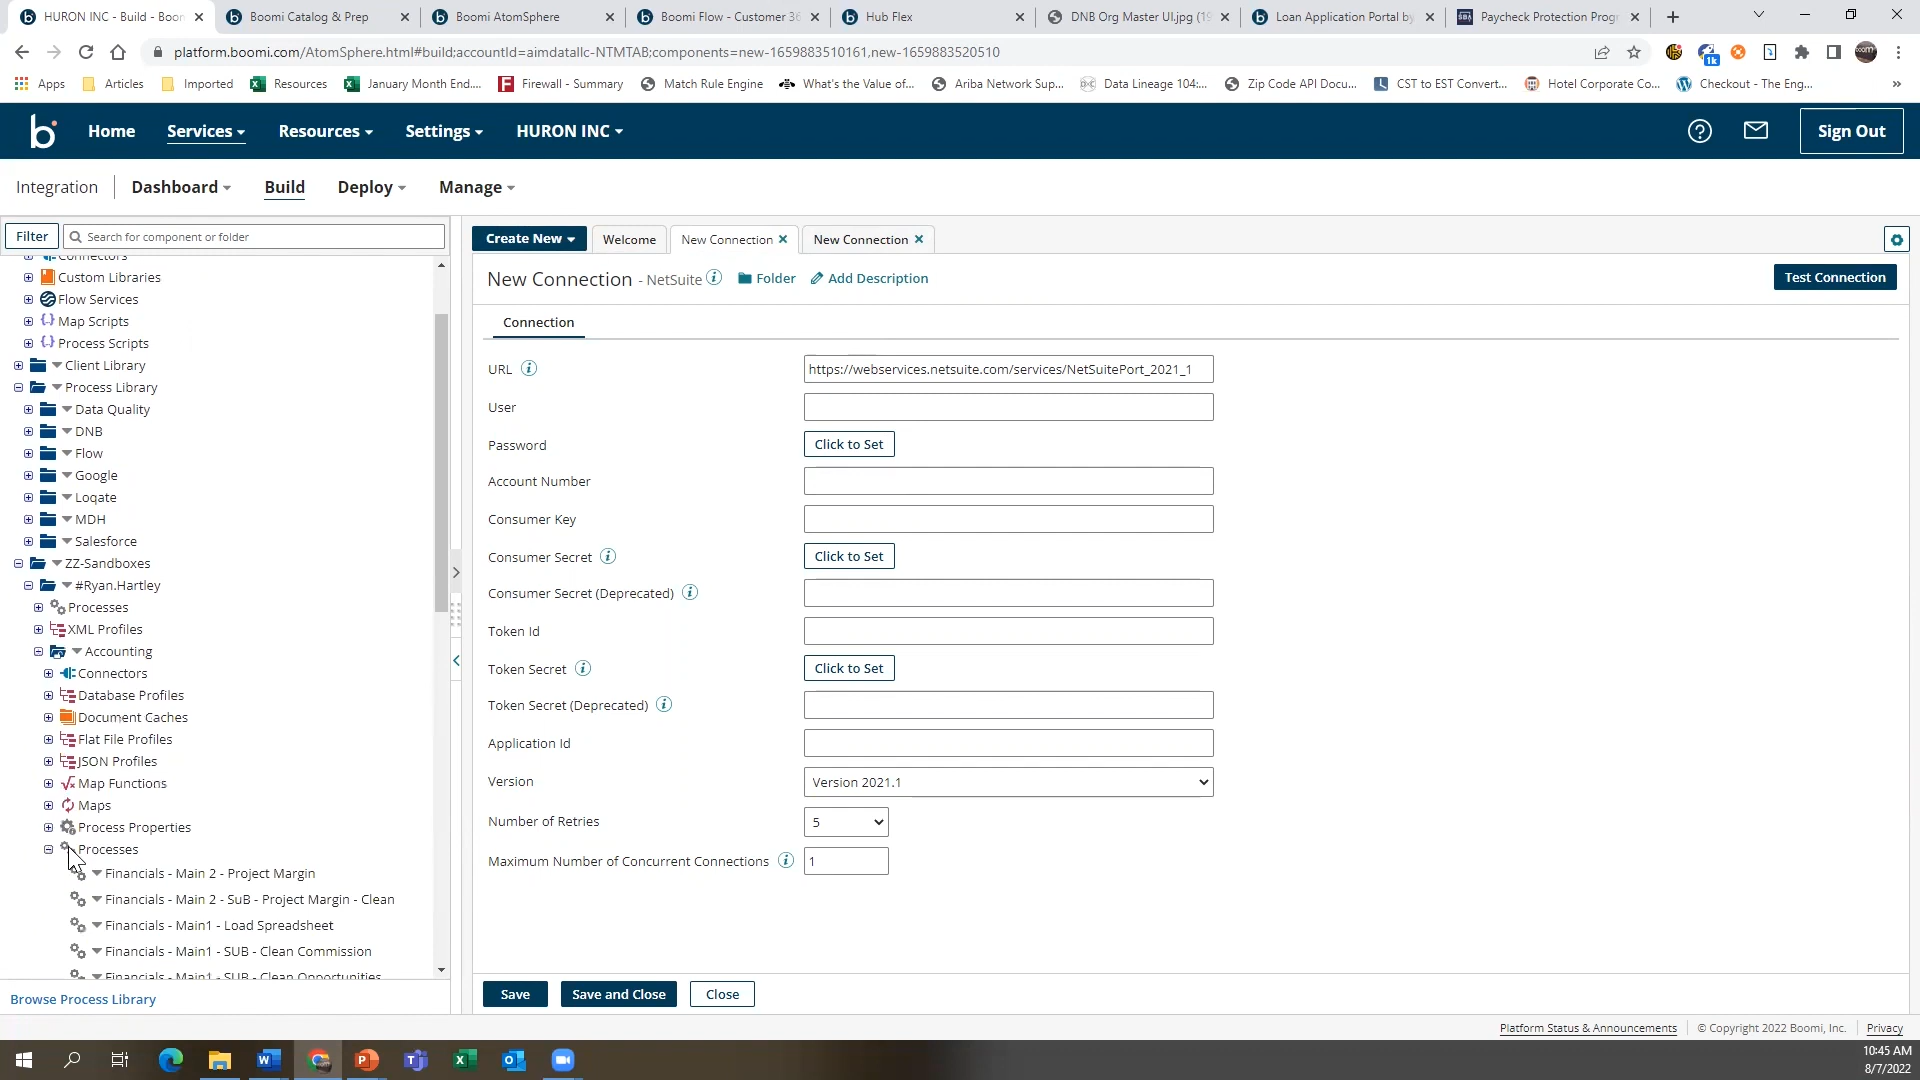 HURON INC - Build - Boon
Boomi Catalog & Prep
Boomi AtomSphere
Boomi Flow - Customer 36
Hub Flex
DNB Org Master UI.jpg (19
Loan Application Portal by
Paycheck Protection Progr
platform.boomi.com/AtomSphere.html#build;accountId=aimdatallc-NTMTAB;components=new-1659883510161,new-1659883520510
1k
Apps
Articles
Imported
Resources
January Month End....
Firewall - Summary
Match Rule Engine
What's the Value of...
Ariba Network Sup...
Data Lineage 104:...
Zip Code API Docu...
CST to EST Convert...
Hotel Corporate Co...
Checkout - The Eng...
b
Home
Services
Resources
Settings
HURON INC
Sign Out
Integration
Dashboard
Build
Deploy
Manage
Filter
Search for component or folder
Connectors
Custom Libraries
Flow Services
Map Scripts
Process Scripts
Client Library
Process Library
Data Quality
DNB
Flow
Google
Loqate
MDH
Salesforce
ZZ-Sandboxes
#Ryan.Hartley
Processes
XML Profiles
Accounting
Connectors
Database Profiles
Document Caches
Flat File Profiles
JSON Profiles
Map Functions
Maps
Process Properties
Processes
Financials - Main 2 - Project Margin
Financials - Main 2 - SuB - Project Margin - Clean
Financials - Main1 - Load Spreadsheet
Financials - Main1 - SUB - Clean Commission
Financials - Main1 - SUB - Clean Opportunities
Browse Process Library
Create New
Welcome
New Connection
New Connection
New Connection - NetSuite
Folder
Add Description
Test Connection
Connection
URL
https://webservices.netsuite.com/services/NetSuitePort_2021_1
User
Password
Click to Set
Account Number
Consumer Key
Consumer Secret
Click to Set
Consumer Secret (Deprecated)
Token Id
Token Secret
Click to Set
Token Secret (Deprecated)
Application Id
Version
Version 2021.1
Number of Retries
5
Maximum Number of Concurrent Connections
1
Save
Save and Close
Close
Platform Status & Announcements
© Copyright 2022 Boomi, Inc.
Privacy
10:45 AM
8/7/2022